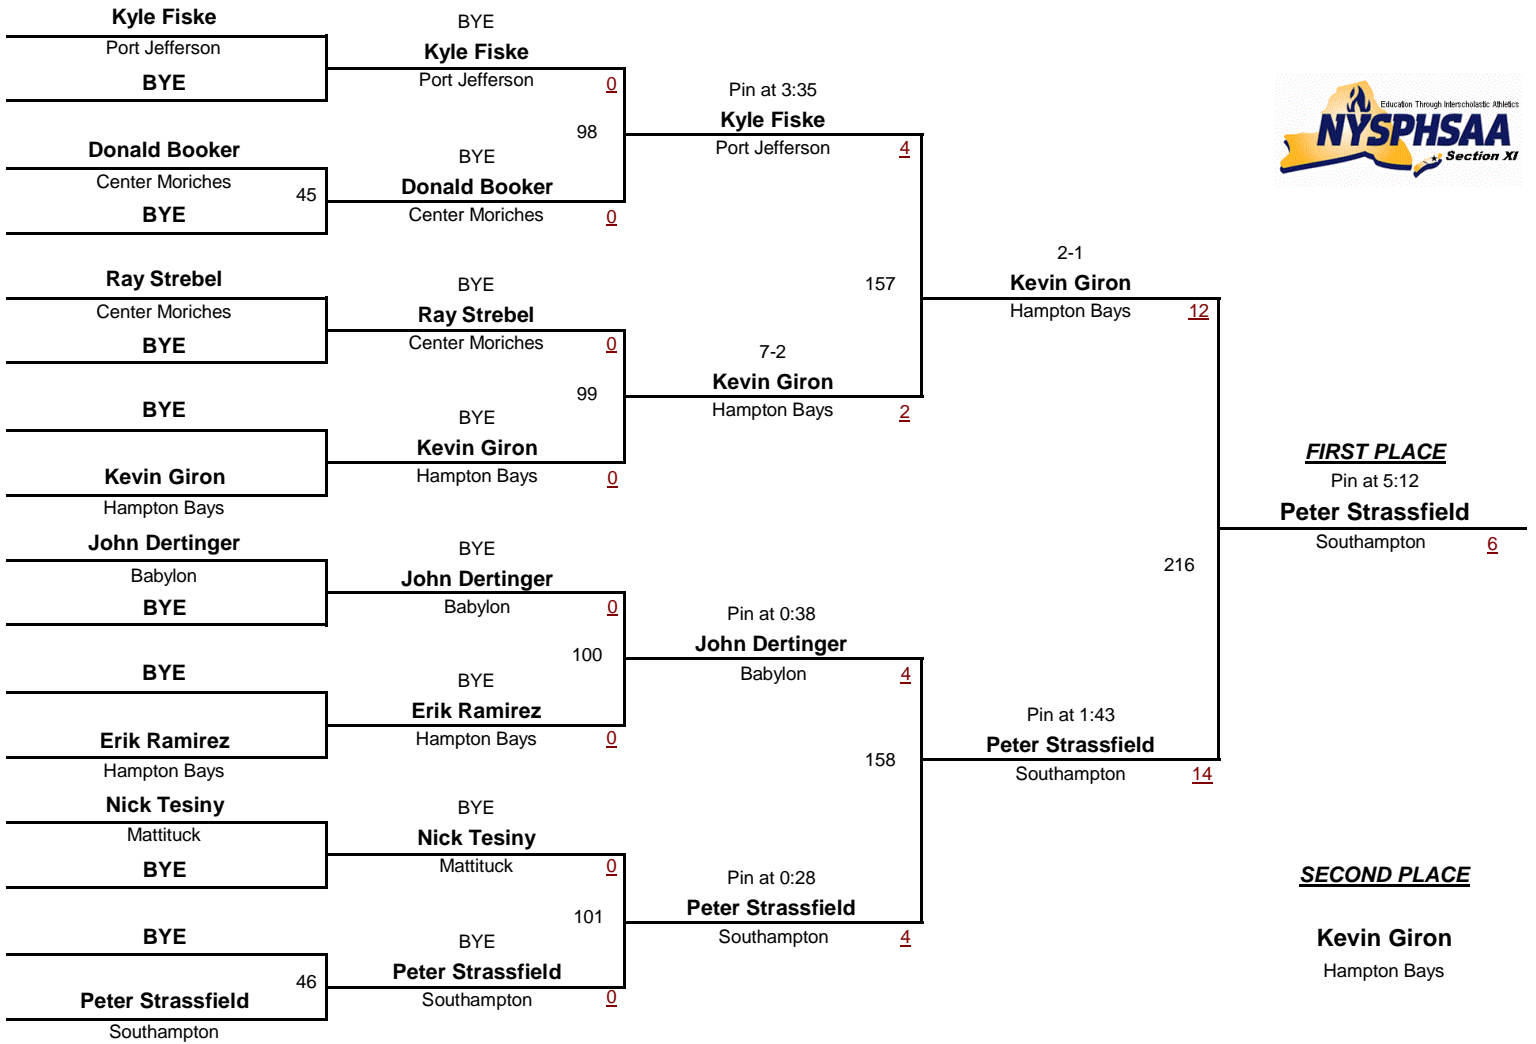 Kyle Fiske
Port Jefferson
BYE
Donald Booker
Center Moriches
45
BYE
Ray Strebel
Center Moriches
BYE
BYE
Kevin Giron
Hampton Bays
John Dertinger
Babylon
BYE
BYE
Erik Ramirez
Hampton Bays
Nick Tesiny
Mattituck
BYE
BYE
46
Peter Strassfield
Southampton
BYE
Kyle Fiske
Port Jefferson
0
98
BYE
Donald Booker
Center Moriches
0
BYE
Ray Strebel
Center Moriches
0
99
BYE
Kevin Giron
Hampton Bays
0
BYE
John Dertinger
Babylon
0
100
BYE
Erik Ramirez
Hampton Bays
0
BYE
Nick Tesiny
Mattituck
0
101
BYE
Peter Strassfield
Southampton
0
Pin at 3:35
Kyle Fiske
Port Jefferson
4
157
7-2
Kevin Giron
Hampton Bays
2
Pin at 0:38
John Dertinger
Babylon
4
158
Pin at 0:28
Peter Strassfield
Southampton
4
2-1
Kevin Giron
Hampton Bays
12
216
Pin at 1:43
Peter Strassfield
Southampton
14
Education Through Interscholastic Athletics
NYSPHSAA
Section XI
FIRST PLACE
Pin at 5:12
Peter Strassfield
Southampton
6
SECOND PLACE
Kevin Giron
Hampton Bays